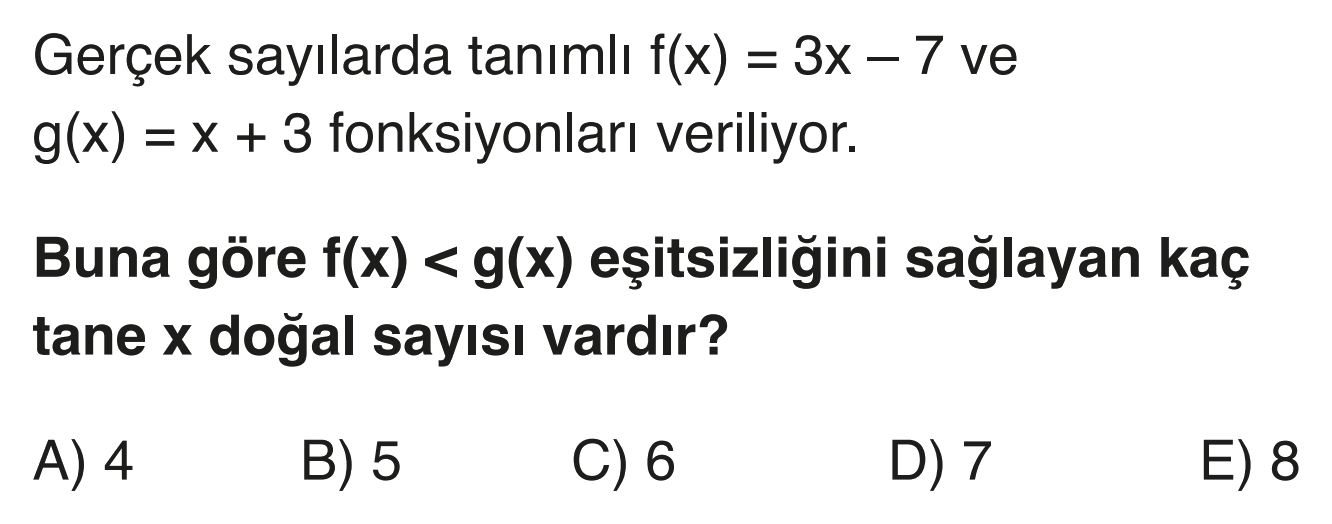 Gerçek sayılarda tanımlı f(x) = 3x – 7 ve
g(x) = x + 3 fonksiyonları veriliyor.
Buna göre f(x) < g(x) eşitsizliğini sağlayan kaç
tane x doğal sayısı vardır?
A) 4 B) 5 C) 6 D) 7 E) 8